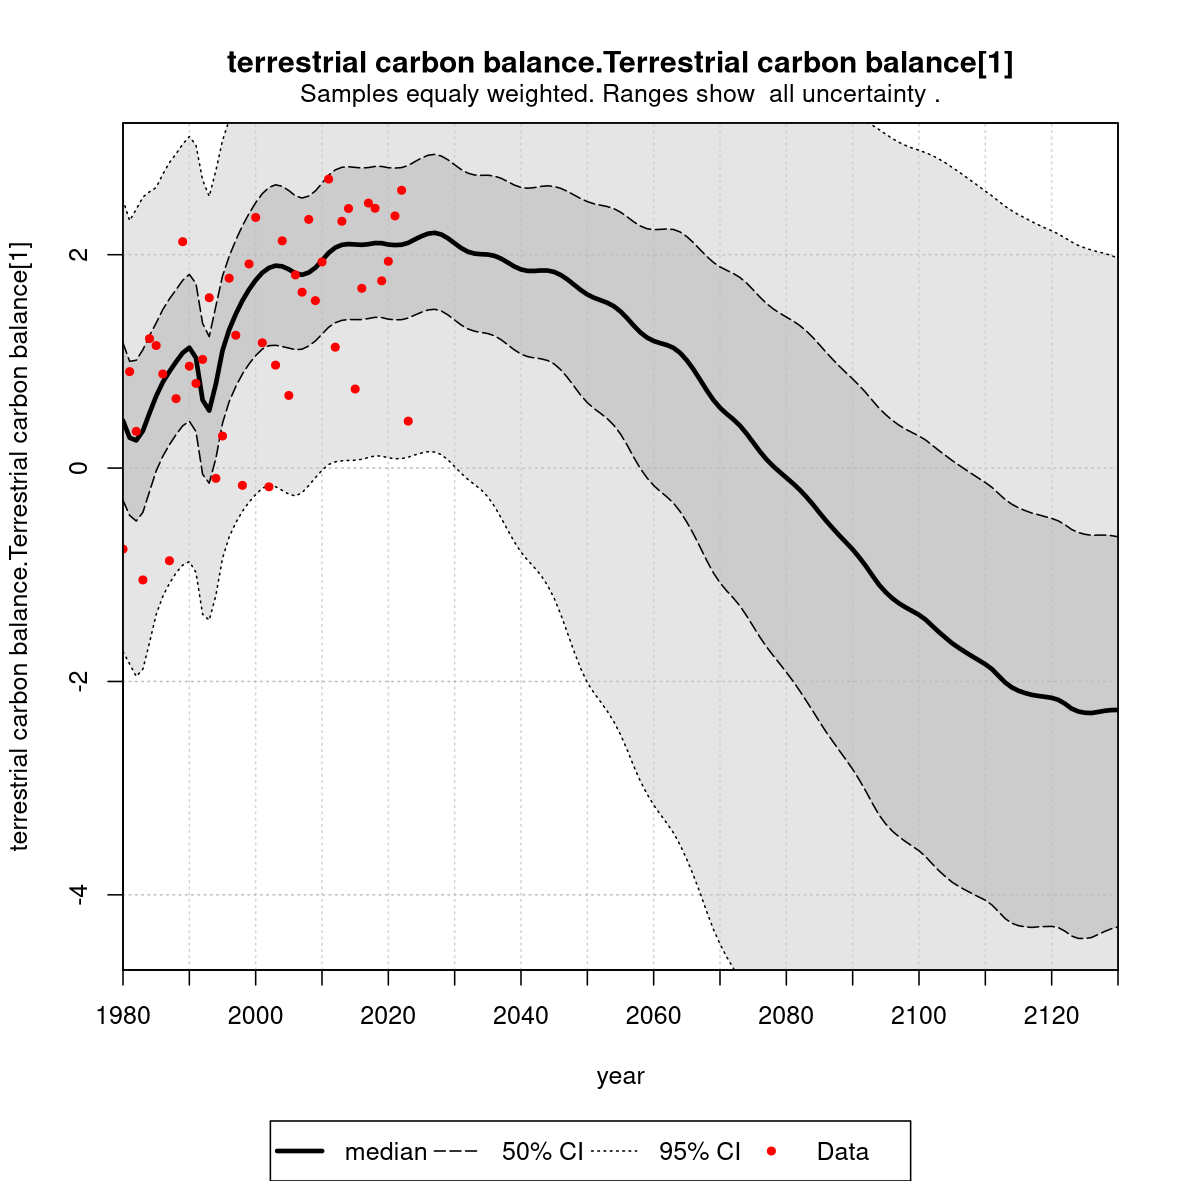 terrestrial carbon balance.Terrestrial carbon balance[1]
Samples equaly weighted. Ranges show  all uncertainty .
terrestrial carbon balance.Terrestrial carbon balance[1]
2
0
-2
-4
1980 2000 2020 2040 2060 2080 2100 2120
year
median 50% CI 95% CI Data